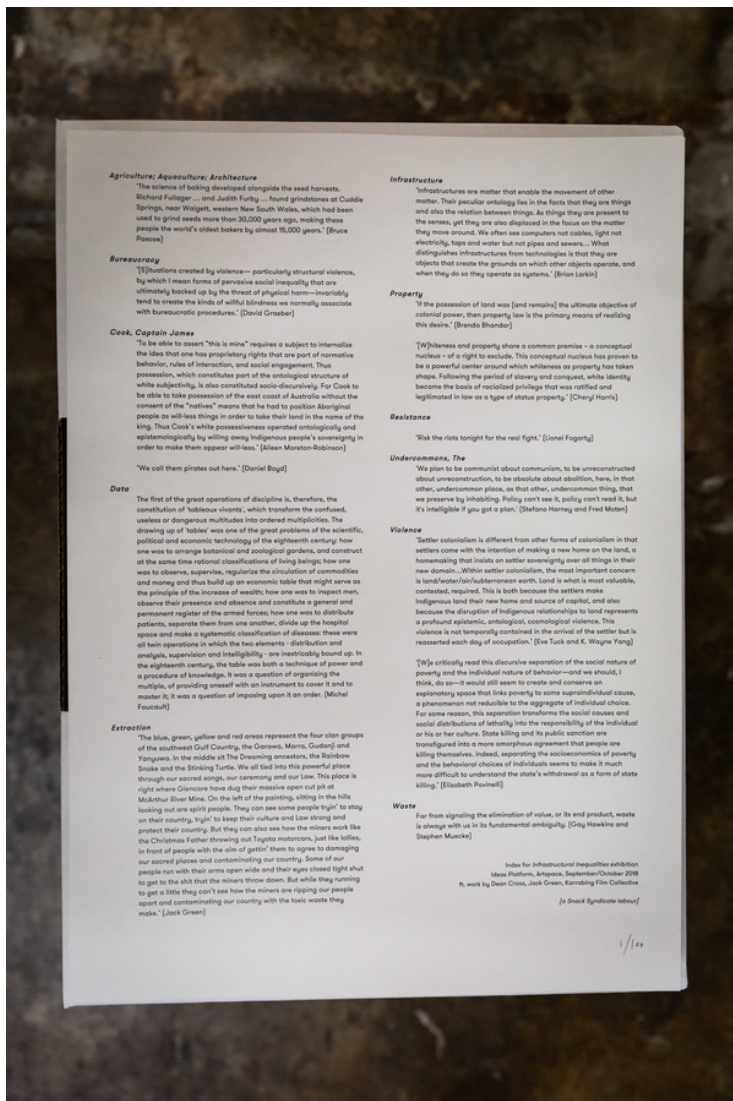 Agriculture; Aquaculture; Architecture
'The science of baking developed alongside the seed harvests.
Richard Fullager ... and Judith Furby ... found grindstones at Cuddie
Springs, near Walgett, western New South Wales, which had been
used to grind seeds more than 30,000 years ago, making these
people the world's oldest bakers by almost 15,000 years.' (Bruce
Pascoe)
Bureaucracy
'[S]ituations created by violence— particularly structural violence,
by which I mean forms of pervasive social inequality that are
ultimately backed up by the threat of physical harm—invariably
tend to create the kinds of willful blindness we normally associate
with bureaucratic procedures.' (David Graeber)
Cook, Captain James
'To be able to assert "this is mine" requires a subject to internalize
the idea that one has proprietary rights that are part of normative
behavior, rules of interaction, and social engagement. Thus
possession, which constitutes part of the ontological structure of
white subjectivity, is also constituted socio-discursively. For Cook to
be able to take possession of the east coast of Australia without the
consent of the "natives" means that he had to position Aboriginal
people as will-less things in order to take their land in the name of the
king. Thus Cook's white possessiveness operated ontologically and
epistemologically by willing away Indigenous people's sovereignty in
order to make them appear will-less.' (Aileen Moreton-Robinson)
'We call them pirates out here.' (Daniel Boyd)
Data
The first of the great operations of discipline is, therefore, the
constitution of 'tableaux vivants', which transform the confused,
useless or dangerous multitudes into ordered multiplicities. The
drawing up of 'tables' was one of the great problems of the scientific,
political and economic technology of the eighteenth century: how
one was to arrange botanical and zoological gardens, and construct
at the same time rational classifications of living beings; how one
was to observe, supervise, regularize the circulation of commodities
and money and thus build up an economic table that might serve as
the principle of the increase of wealth; how one was to inspect men,
observe their presence and absence and constitute a general and
permanent register of the armed forces; how one was to distribute
patients, separate them from one another, divide up the hospital
space and make a systematic classification of diseases: these were
all twin operations in which the two elements - distribution and
analysis, supervision and intelligibility - are inextricably bound up. In
the eighteenth century, the table was both a technique of power and
a procedure of knowledge. It was a question of organizing the
multiple, of providing oneself with an instrument to cover it and to
master it; it was a question of imposing upon it an order. (Michel
Foucault)
Extraction
'The blue, green, yellow and red areas represent the four clan groups
of the southwest Gulf Country, the Garawa, Marra, Gudanji and
Yanyuwa. In the middle sit The Dreaming ancestors, the Rainbow
Snake and the Stinking Turtle. We all tied into this powerful place
through our sacred songs, our ceremony and our Law. This place is
right where Glencore have dug their massive open cut pit at
McArthur River Mine. On the left of the painting, sitting in the hills
looking out are spirit people. They can see some people tryin' to stay
on their country, tryin' to keep their culture and Law strong and
protect their country. But they can also see how the miners work like
the Christmas Father throwing out Toyota motorcars, just like lollies,
in front of people with the aim of gettin' them to agree to damaging
our sacred places and contaminating our country. Some of our
people run with their arms open wide and their eyes closed tight shut
to get to the shit that the miners throw down. But while they running
to get a little they can't see how the miners are ripping our people
apart and contaminating our country with the toxic waste they
make.' (Jack Green)
Infrastructure
'Infrastructures are matter that enable the movement of other
matter. Their peculiar ontology lies in the facts that they are things
and also the relation between things. As things they are present to
the senses, yet they are also displaced in the focus on the matter
they move around. We often see computers not cables, light not
electricity, taps and water but not pipes and sewers... What
distinguishes infrastructures from technologies is that they are
objects that create the grounds on which other objects operate, and
when they do so they operate as systems.' (Brian Larkin)
Property
'If the possession of land was (and remains) the ultimate objective of
colonial power, then property law is the primary means of realizing
this desire.' (Brenda Bhandar)
'[W]hiteness and property share a common premise - a conceptual
nucleus - of a right to exclude. This conceptual nucleus has proven to
be a powerful center around which whiteness as property has taken
shape. Following the period of slavery and conquest, white identity
became the basis of racialized privilege that was ratified and
legitimated in law as a type of status property.' (Cheryl Harris)
Resistance
'Risk the riots tonight for the real fight.' (Lionel Fogarty)
Undercommons, The
'We plan to be communist about communism, to be unreconstructed
about unreconstruction, to be absolute about abolition, here, in that
other, undercommon place, as that other, undercommon thing, that
we preserve by inhabiting. Policy can't see it, policy can't read it, but
it's intelligible if you got a plan.' (Stefano Harney and Fred Moten)
Violence
'Settler colonialism is different from other forms of colonialism in that
settlers come with the intention of making a new home on the land, a
homemaking that insists on settler sovereignty over all things in their
new domain...Within settler colonialism, the most important concern
is land/water/air/subterranean earth. Land is what is most valuable,
contested, required. This is both because the settlers make
Indigenous land their new home and source of capital, and also
because the disruption of Indigenous relationships to land represents
a profound epistemic, ontological, cosmological violence. This
violence is not temporally contained in the arrival of the settler but is
reasserted each day of occupation.' (Eve Tuck and K. Wayne Yang)
'[W]e critically read this discursive separation of the social nature of
poverty and the individual nature of behavior—and we should, I
think, do so—it would still seem to create and conserve an
explanatory space that links poverty to some supraindividual cause,
a phenomenon not reducible to the aggregate of individual choice.
For some reason, this separation transforms the social causes and
social distributions of lethality into the responsibility of the individual
or his or her culture. State killing and its public sanction are
transfigured into a more amorphous agreement that people are
killing themselves. Indeed, separating the socioeconomics of poverty
and the behavioral choices of individuals seems to make it much
more difficult to understand the state's withdrawal as a form of state
killing.' (Elizabeth Povinelli)
Waste
Far from signaling the elimination of value, or its end product, waste
is always with us in its fundamental ambiguity. (Gay Hawkins and
Stephen Muecke)
Index for Infrastructural Inequalities exhibition
Ideas Platform, Artspace, September/October 2018
ft. work by Dean Cross, Jack Green, Karrabing Film Collective
[a Snack Syndicate labour]
1/100